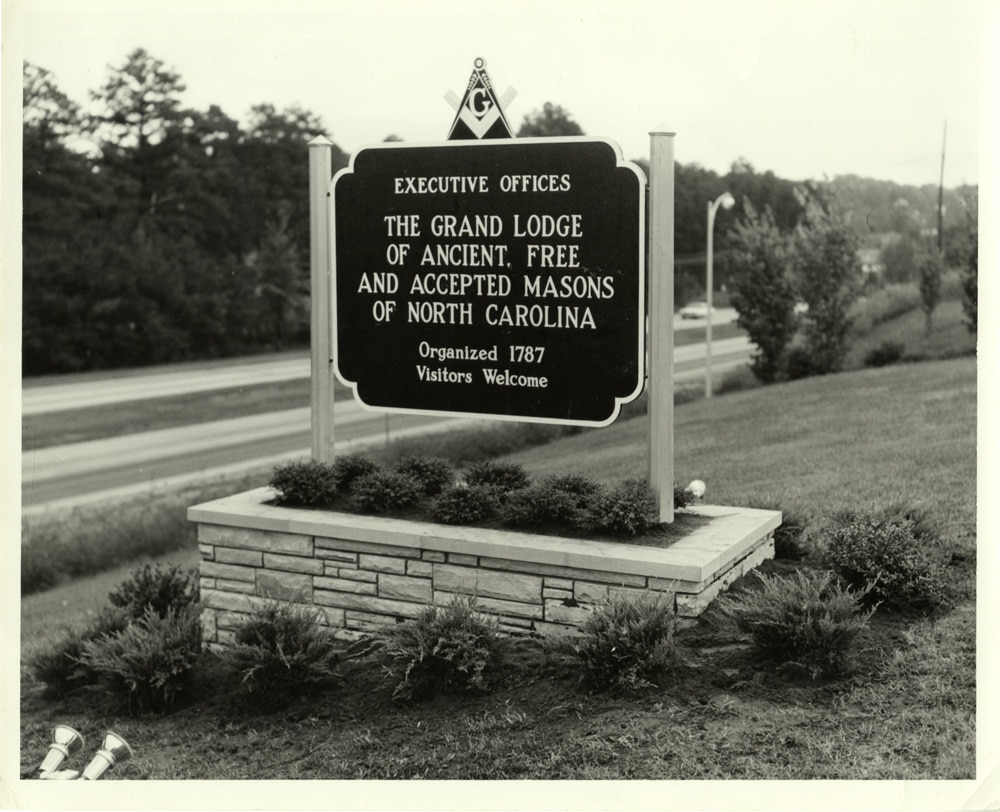 G
EXECUTIVE OFFICES
THE GRAND LODGE
OF ANCIENT, FREE
AND ACCEPTED MASONS
OF NORTH CAROLINA
Organized 1787
Visitors Welcome